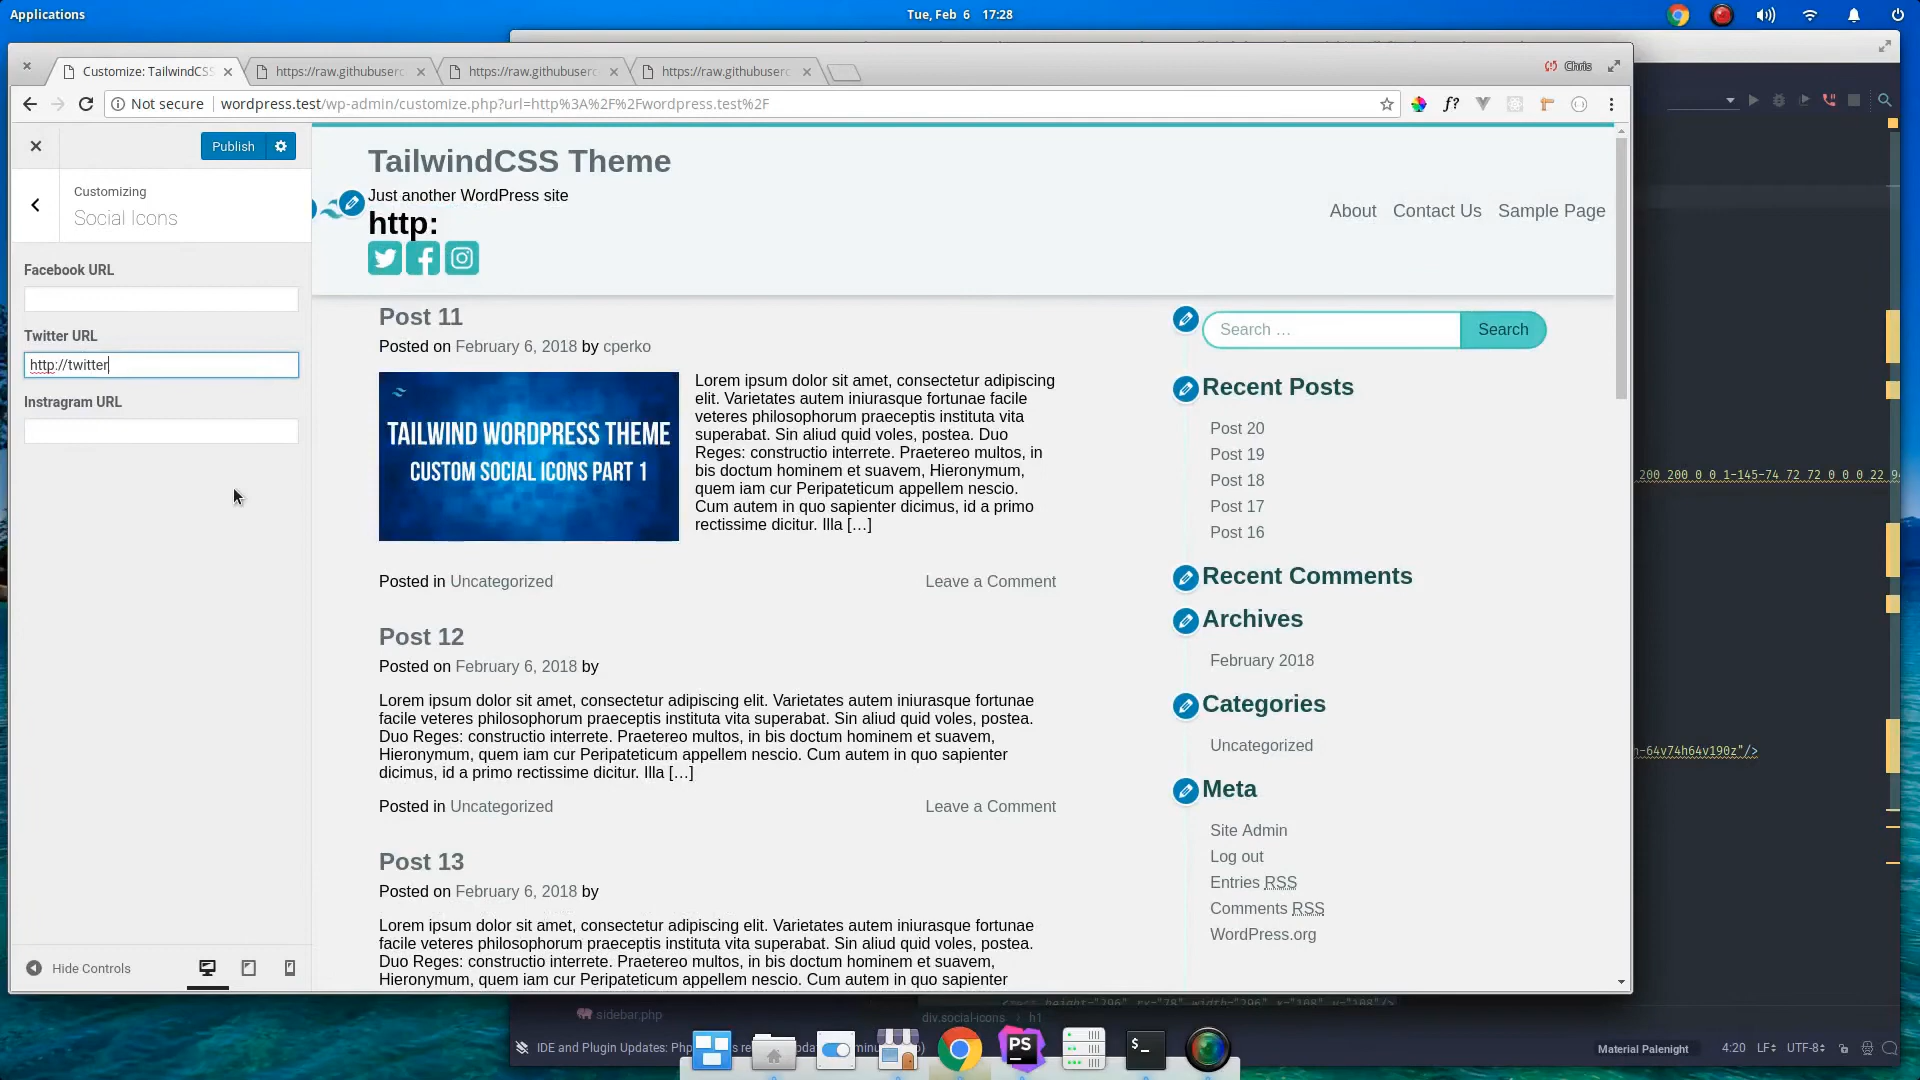 Applications
Tue, Feb 6 17:28
Customize: TailwindCSS
https://raw.githubuserc
https://raw.githubuserc
https://raw.githubuserc
Chris
Not secure
wordpress.test/wp-admin/customize.php?url=http%3A%2F%2Fwordpress.test%2F
Publish
Customizing
Social Icons
Facebook URL
Twitter URL
http://twitter
Instragram URL
Hide Controls
TailwindCSS Theme
Just another WordPress site
http:
About
Contact Us
Sample Page
Post 11
Posted on February 6, 2018 by cperko
TAILWIND WORDPRESS THEME
CUSTOM SOCIAL ICONS PART 1
Lorem ipsum dolor sit amet, consectetur adipiscing
elit. Varietates autem iniurasque fortunae facile
veteres philosophorum praeceptis instituta vita
superabat. Sin aliud quid voles, postea. Duo
Reges: constructio interrete. Praetereo multos, in
bis doctum hominem et suavem, Hieronymum,
quem iam cur Peripateticum appellem nescio.
Cum autem in quo sapienter dicimus, id a primo
rectissime dicitur. Illa […]
Posted in Uncategorized
Leave a Comment
Post 12
Posted on February 6, 2018 by
Lorem ipsum dolor sit amet, consectetur adipiscing elit. Varietates autem iniurasque fortunae
facile veteres philosophorum praeceptis instituta vita superabat. Sin aliud quid voles, postea.
Duo Reges: constructio interrete. Praetereo multos, in bis doctum hominem et suavem,
Hieronymum, quem iam cur Peripateticum appellem nescio. Cum autem in quo sapienter
dicimus, id a primo rectissime dicitur. Illa […]
Posted in Uncategorized
Leave a Comment
Post 13
Posted on February 6, 2018 by
Lorem ipsum dolor sit amet, consectetur adipiscing elit. Varietates autem iniurasque fortunae
facile veteres philosophorum praeceptis instituta vita superabat. Sin aliud quid voles, postea.
Duo Reges: constructio interrete. Praetereo multos, in bis doctum hominem et suavem,
Hieronymum, quem iam cur Peripateticum appellem nescio. Cum autem in quo sapienter
Search …
Search
Recent Posts
Post 20
Post 19
Post 18
Post 17
Post 16
Recent Comments
Archives
February 2018
Categories
Uncategorized
Meta
Site Admin
Log out
Entries RSS
Comments RSS
WordPress.org
200 200 0 0 1-145-74 72 72 0 0 0 22
-64v74h64v190z"/>
sidebar.php
div.social-icons
h1
IDE and Plugin Updates:
PS
$_
Material Palenight
4:20
LF
UTF-8